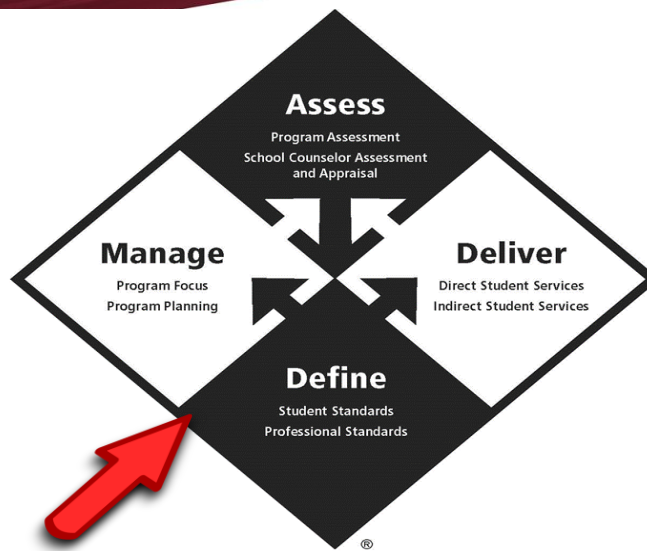 Assess
Program Assessment
School Counselor Assessment
and Appraisal
Manage
Program Focus
Program Planning
Deliver
Direct Student Services
Indirect Student Services
Define
Student Standards
Professional Standards
®